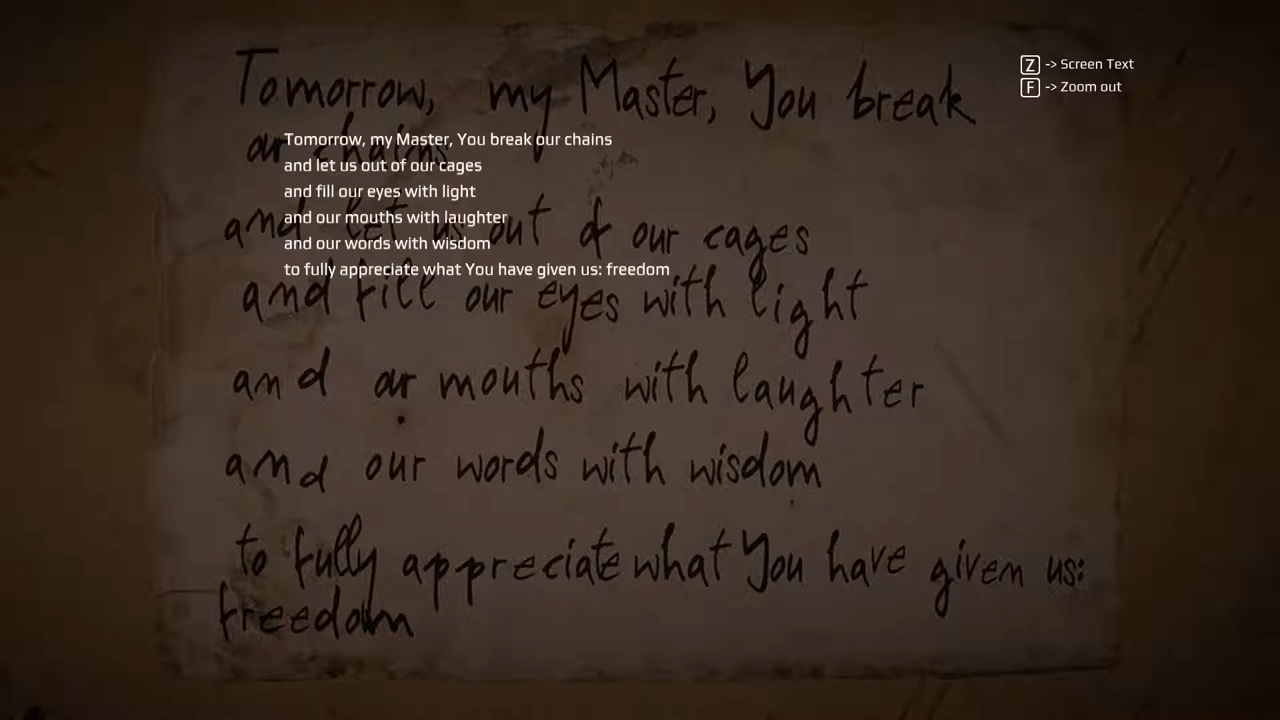 Tomorrow, my Master, You break
our chains
and let us out of our cages
and fill our eyes with light
and our mouths with laughter
and our words with wisdom
to fully appreciate what You have given us:
freedom
Tomorrow, my Master, You break our chains
and let us out of our cages
and fill our eyes with light
and our mouths with laughter
and our words with wisdom
to fully appreciate what You have given us: freedom
Z -> Screen Text
F -> Zoom out